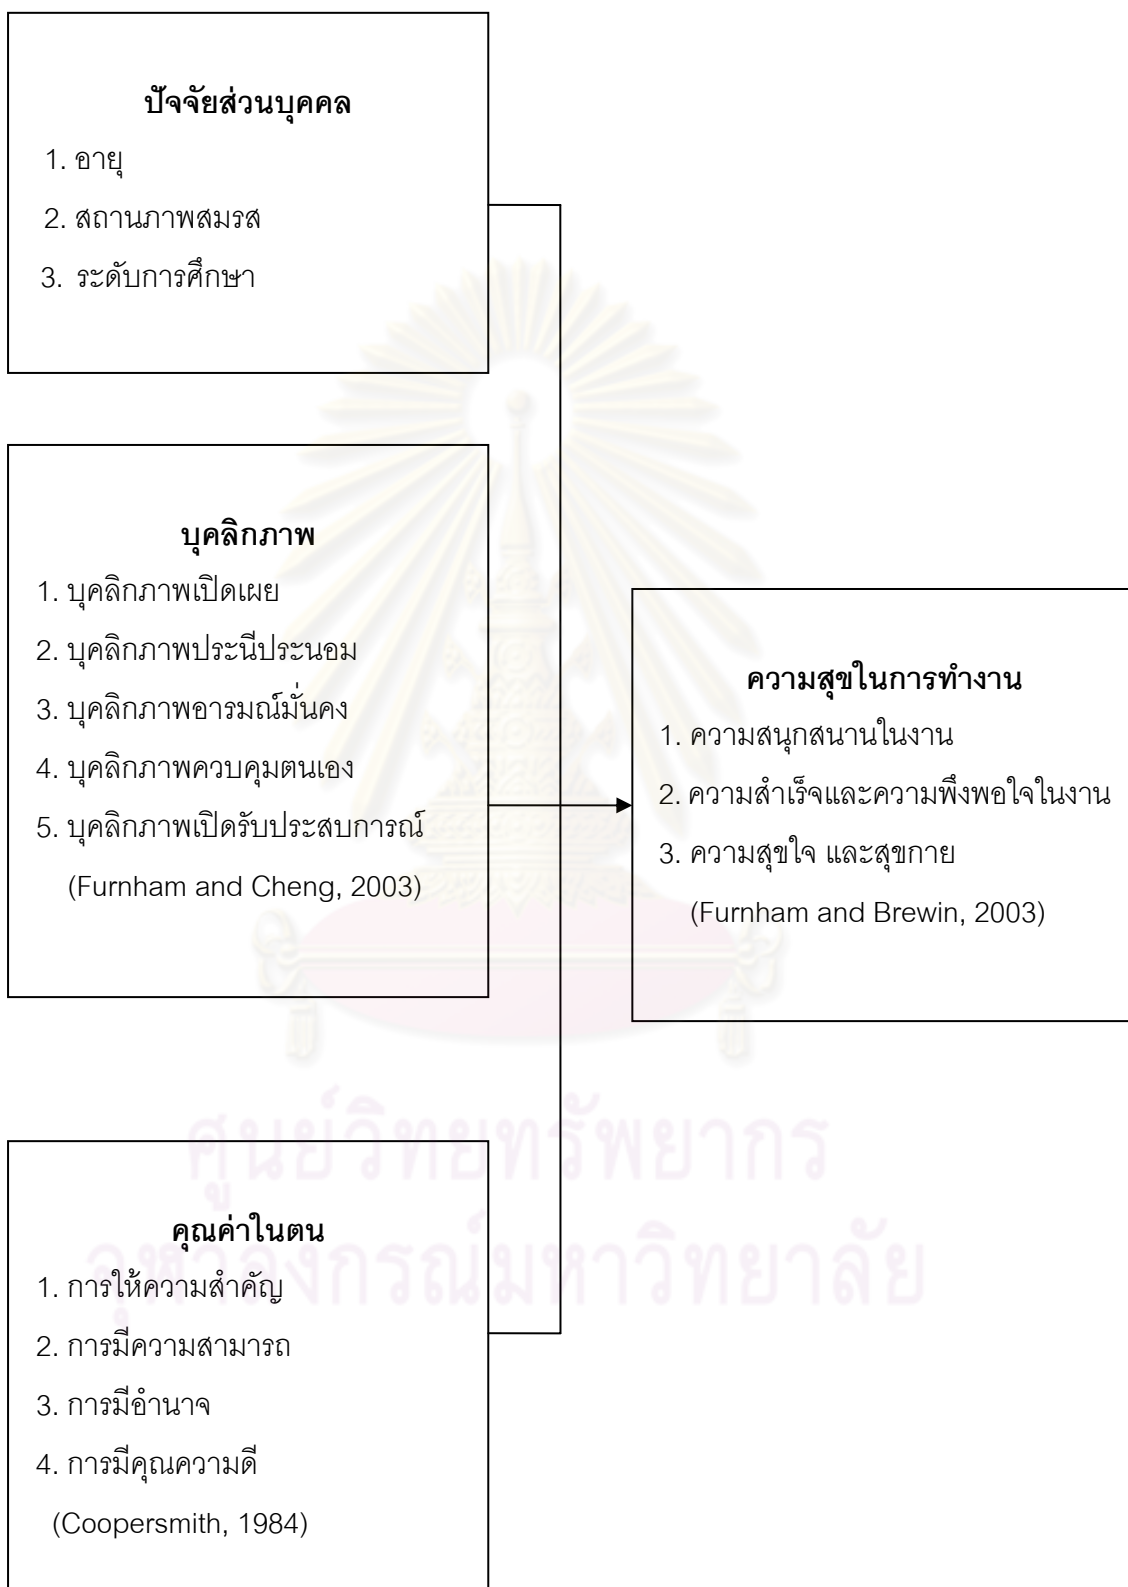 ปัจจัยส่วนบุคคล
1. อายุ
2. สถานภาพสมรส
3. ระดับการศึกษา
บุคลิกภาพ
1. บุคลิกภาพเปิดเผย
2. บุคลิกภาพประนีประนอม
3. บุคลิกภาพอารมณ์มั่นคง
4. บุคลิกภาพควบคุมตนเอง
5. บุคลิกภาพเปิดรับประสบการณ์
(Furnham and Cheng, 2003)
ความสุขในการทำงาน
1. ความสนุกสนานในงาน
2. ความสำเร็จและความพึงพอใจในงาน
3. ความสุขใจ และสุขกาย
(Furnham and Brewin, 2003)
คุณค่าในตน
1. การให้ความสำคัญ
2. การมีความสามารถ
3. การมีอำนาจ
4. การมีคุณความดี
(Coopersmith, 1984)
ศูนย์วิทยทรัพยากร
จุฬาลงกรณ์มหาวิทยาลัย